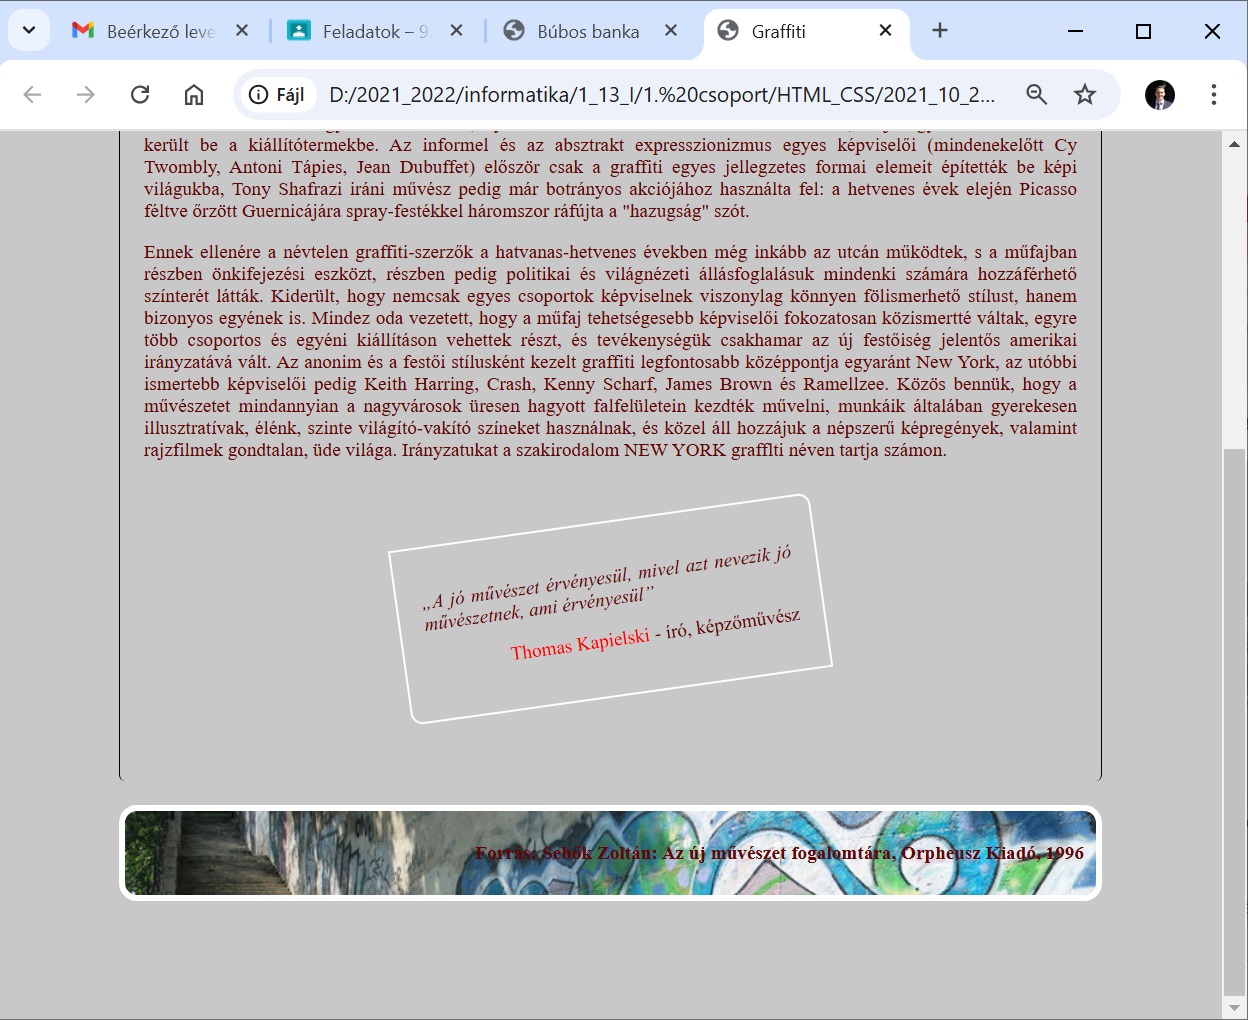 Beérkező leve
Feladatok – 9
Búbos banka
Graffiti
Fájl
D:/2021_2022/informatika/1_13_I/1.%20csoport/HTML_CSS/2021_10_2...
került be a kiállítótermekbe. Az informel és az absztrakt expresszionizmus egyes képviselői (mindenekelőtt Cy
Twombly, Antoni Tápies, Jean Dubuffet) először csak a graffiti egyes jellegzetes formai elemeit építették be képi
világukba, Tony Shafrazi iráni művész pedig már botrányos akciójához használta fel: a hetvenes évek elején Picasso
féltve őrzött Guernicájára spray-festékkel háromszor ráfújta a "hazugság" szót.
Ennek ellenére a névtelen graffiti-szerzők a hatvanas-hetvenes években még inkább az utcán működtek, s a műfajban
részben önkifejezési eszközt, részben pedig politikai és világnézeti állásfoglalásuk mindenki számára hozzáférhető
színterét látták. Kiderült, hogy nemcsak egyes csoportok képviselnek viszonylag könnyen fölismerhető stílust, hanem
bizonyos egyének is. Mindez oda vezetett, hogy a műfaj tehetségesebb képviselői fokozatosan közismertté váltak, egyre
több csoportos és egyéni kiállításon vehettek részt, és tevékenységük csakhamar az új festőiség jelentős amerikai
irányzatává vált. Az anonim és a festői stílusként kezelt graffiti legfontosabb középpontja egyaránt New York, az utóbbi
ismertebb képviselői pedig Keith Harring, Crash, Kenny Scharf, James Brown és Ramellzee. Közös bennük, hogy a
művészetet mindannyian a nagyvárosok üresen hagyott falfelületein kezdték művelni, munkáik általában gyerekesen
illusztratívak, élénk, szinte világító-vakító színeket használnak, és közel áll hozzájuk a népszerű képregények, valamint
rajzfilmek gondtalan, üde világa. Irányzatukat a szakirodalom NEW YORK grafflti néven tartja számon.
„A jó művészet érvényesül, mivel azt nevezik jó
művészetnek, ami érvényesül”
Thomas Kapielski - író, képzőművész
Forrás: Sebők Zoltán: Az új művészet fogalomtára, Orpheusz Kiadó, 1996